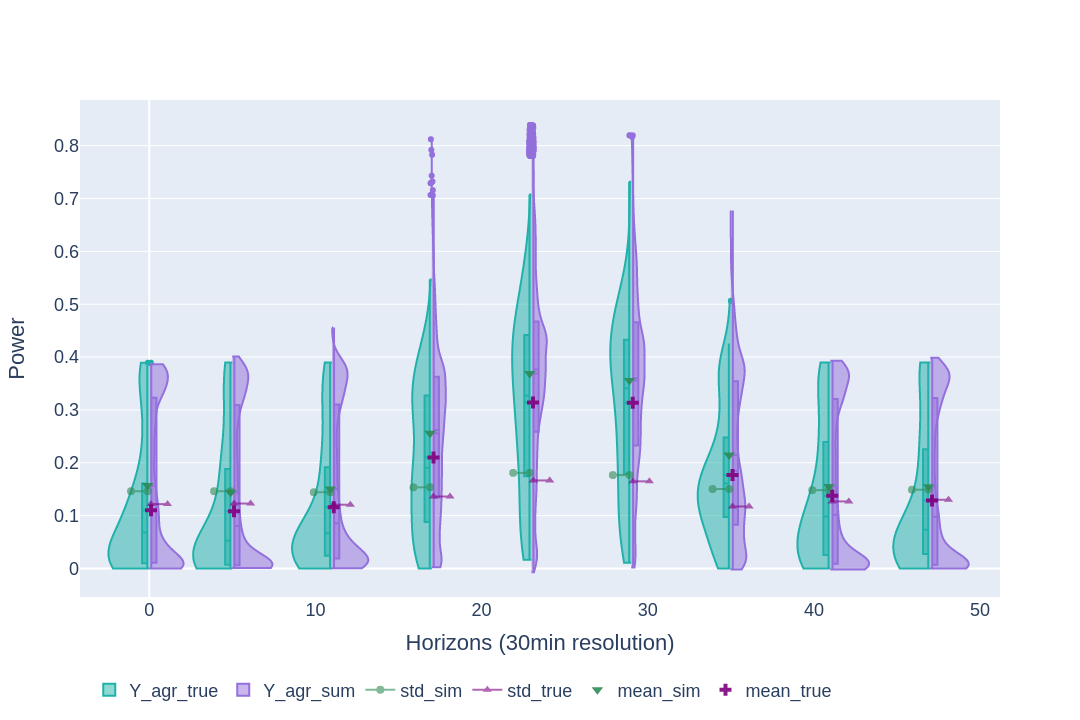 0.8
0.7
0.6
0.5
0.4
0.3
0.2
0.1
0
Power
0 10 20 30 40 50
Horizons (30min resolution)
Y_agr_true Y_agr_sum std_sim std_true mean_sim mean_true